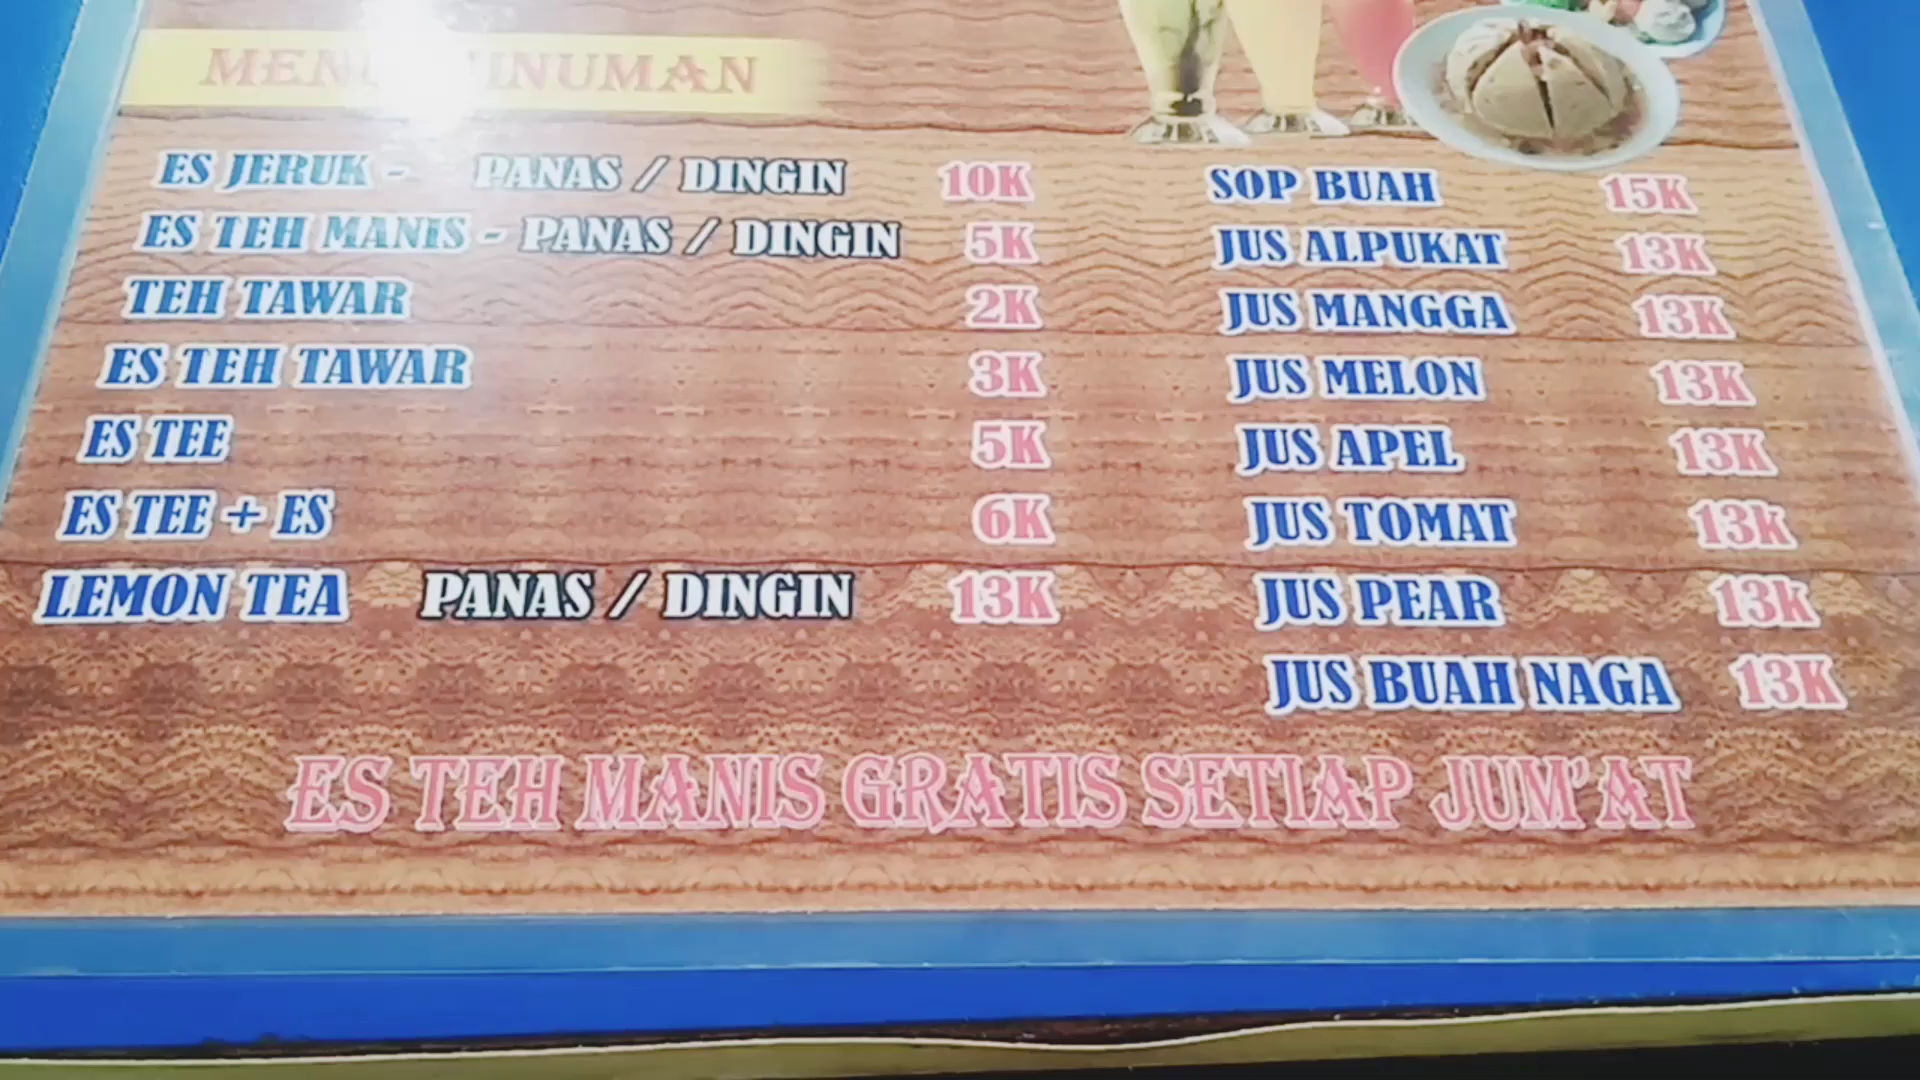 MENU MINUMAN
ES JERUK - PANAS / DINGIN 10K
ES TEH MANIS - PANAS / DINGIN 5K
TEH TAWAR 2K
ES TEH TAWAR 3K
ES TEE 5K
ES TEE + ES 6K
LEMON TEA PANAS / DINGIN 13K
SOP BUAH 15K
JUS ALPUKAT 13K
JUS MANGGA 13K
JUS MELON 13K
JUS APEL 13K
JUS TOMAT 13k
JUS PEAR 13k
JUS BUAH NAGA 13K
ES TEH MANIS GRATIS SETIAP JUM'AT